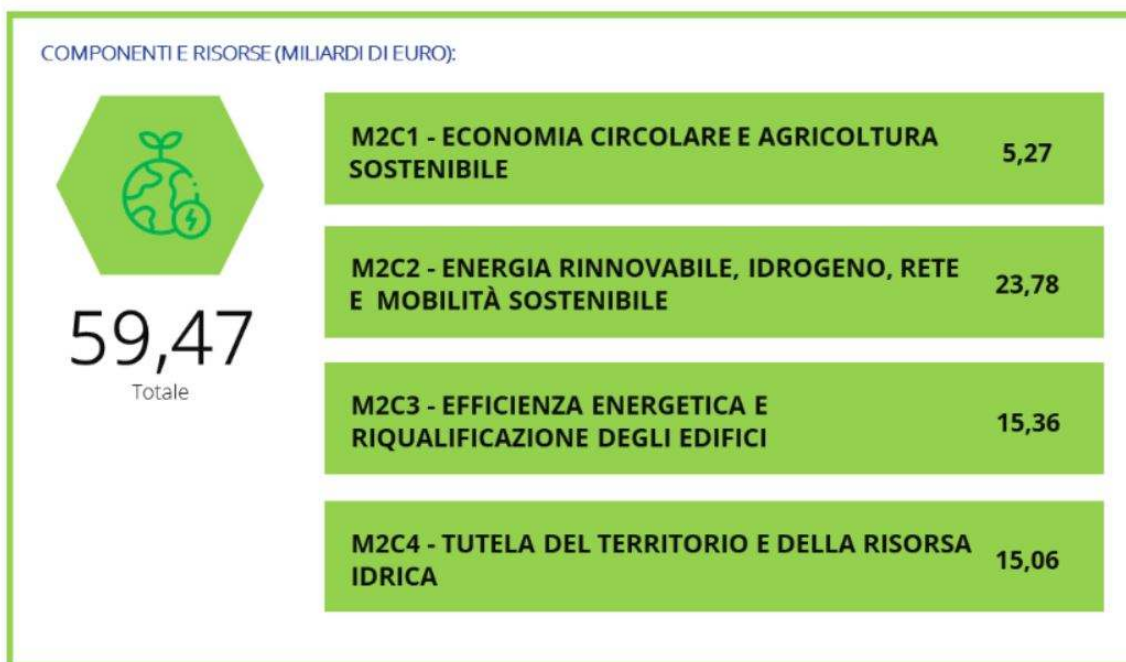 COMPONENTI E RISORSE (MILIARDI DI EURO):
59,47
Totale
M2C1 - ECONOMIA CIRCOLARE E AGRICOLTURA
SOSTENIBILE
5,27
M2C2 - ENERGIA RINNOVABILE, IDROGENO, RETE
E MOBILITÀ SOSTENIBILE
23,78
M2C3 - EFFICIENZA ENERGETICA E
RIQUALIFICAZIONE DEGLI EDIFICI
15,36
M2C4 - TUTELA DEL TERRITORIO E DELLA RISORSA
IDRICA
15,06